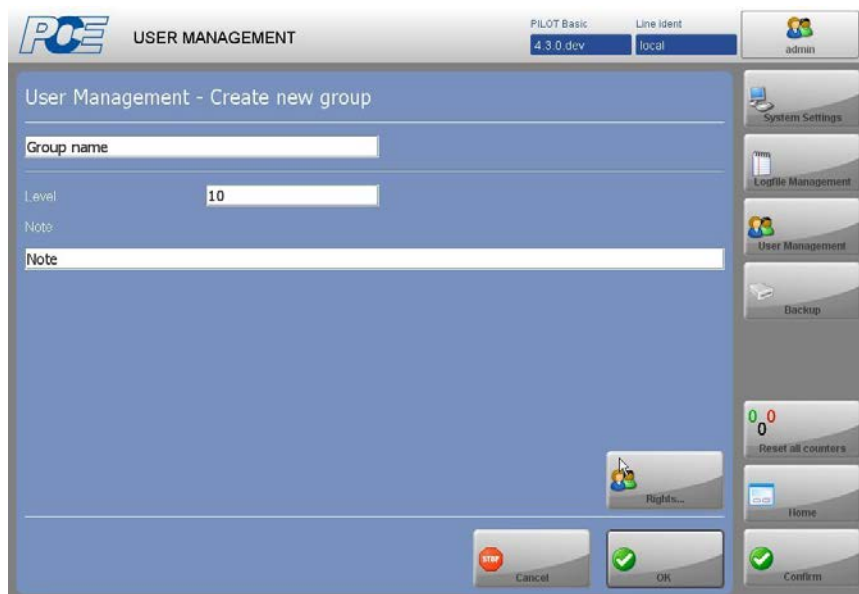 PCE
USER MANAGEMENT
PILOT Basic
Line ident
4.3.0.dev
local
admin
User Management - Create new group
Group name
Level
10
Note
Note
Rights...
STOP
Cancel
OK
System Settings
Logfile Management
User Management
Backup
0 0
0
Reset all counters
Home
Confirm